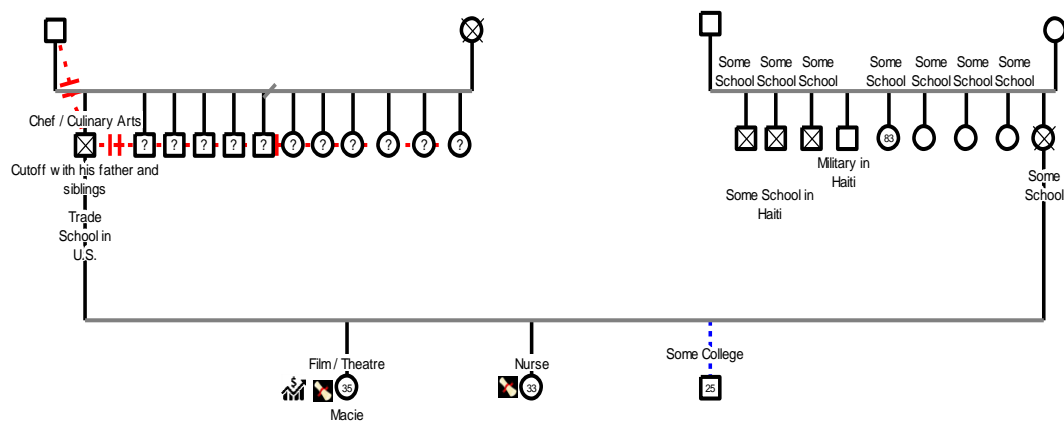 Some
School
Some
School
Some
School
Some
School
Some
School
Some
School
Some
School
Chef / Culinary Arts
?
?
?
?
?
?
?
?
?
?
?
83
Cutoff with his father and
siblings
Military in
Haiti
Some School in
Haiti
Some
School
Trade
School in
U.S.
Film / Theatre
Nurse
Some College
$
35
33
25
Macie